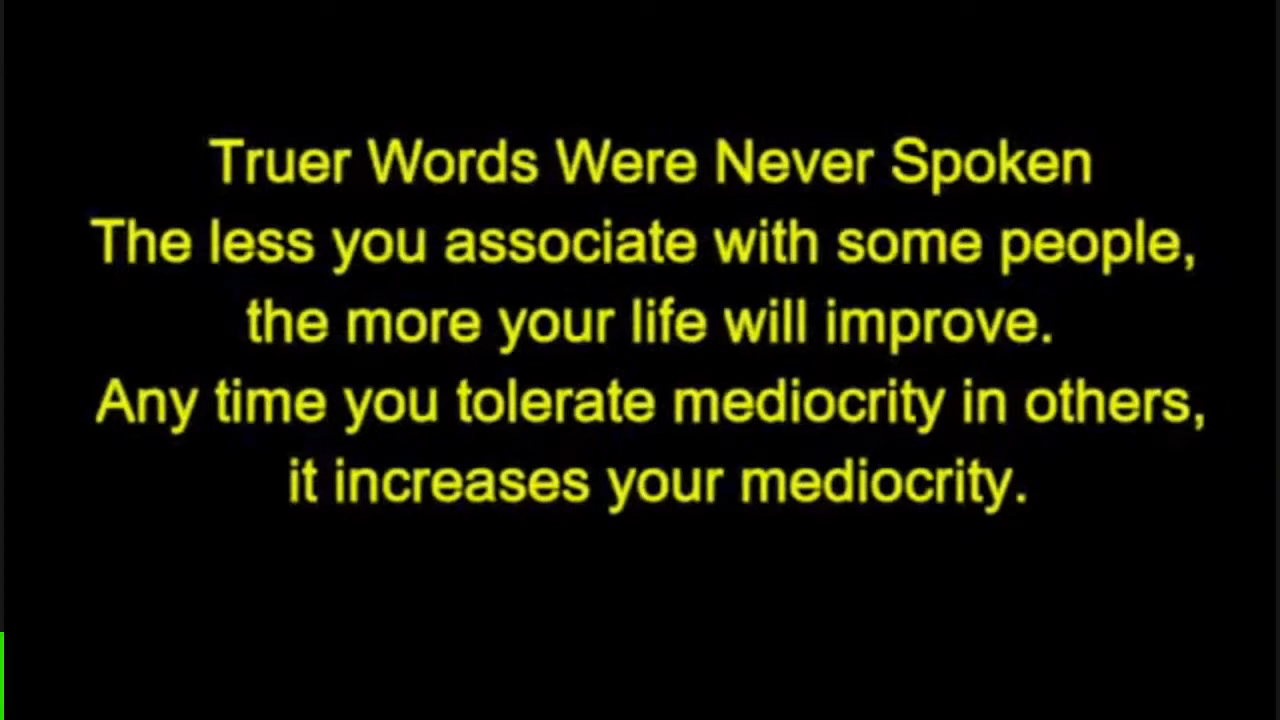 Truer Words Were Never Spoken
The less you associate with some people,
the more your life will improve.
Any time you tolerate mediocrity in others,
it increases your mediocrity.